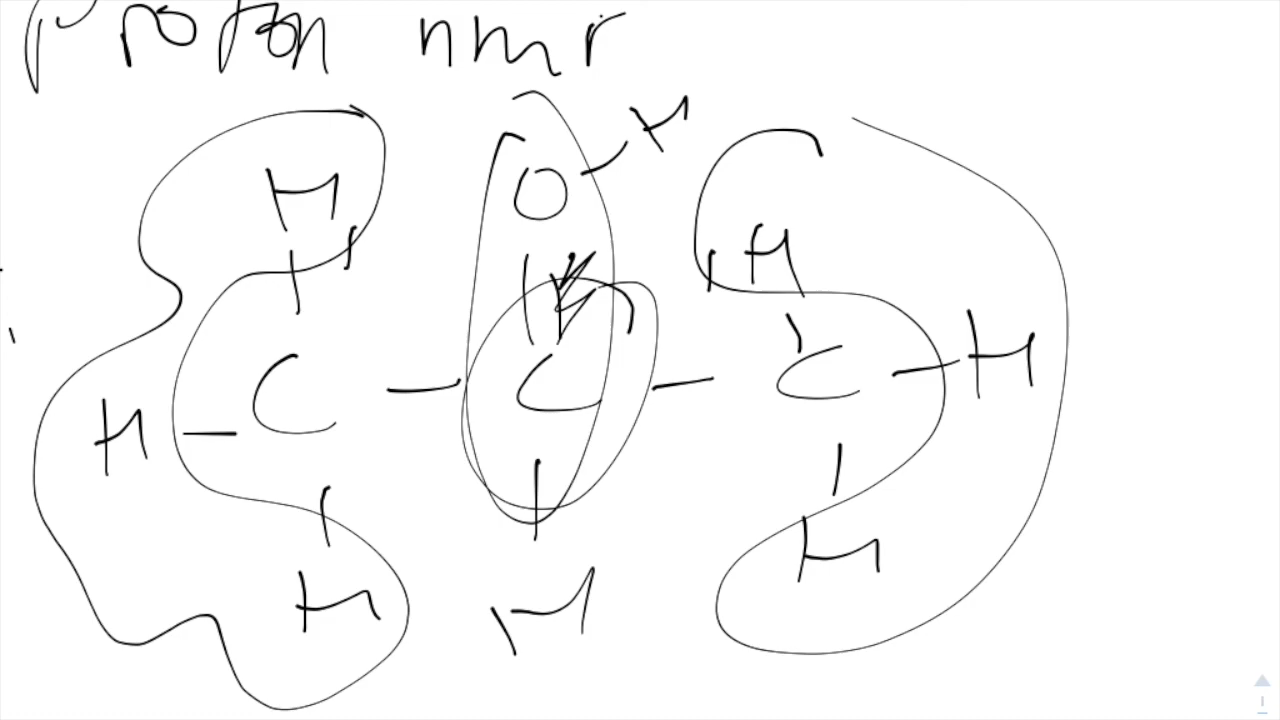 proton nmr
O - H
H H
H - C - C - C - H
H H H